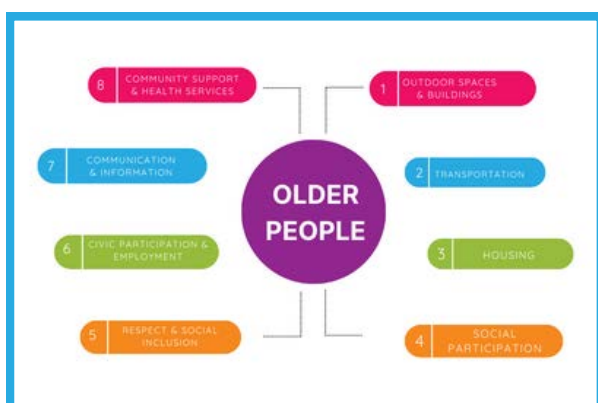 8
COMMUNITY SUPPORT
& HEALTH SERVICES
1
OUTDOOR SPACES
& BUILDINGS
7
COMMUNICATION
& INFORMATION
2
TRANSPORTATION
OLDER
PEOPLE
6
CIVIC PARTICIPATION &
EMPLOYMENT
3
HOUSING
5
RESPECT & SOCIAL
INCLUSION
4
SOCIAL
PARTICIPATION